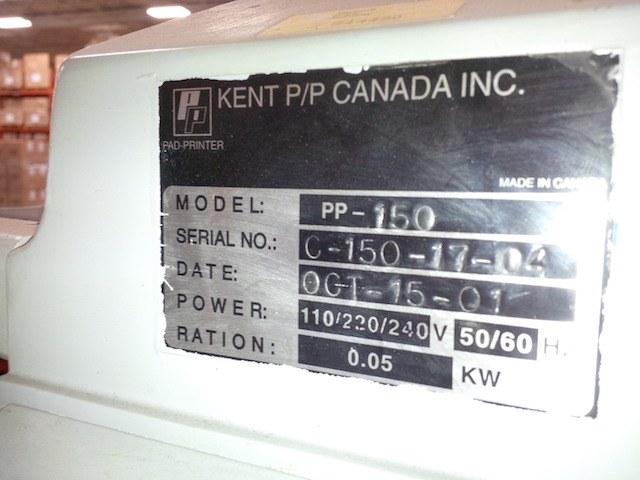 PP
KENT P/P CANADA INC.
PAD-PRINTER
MADE IN
MODEL: PP-150
SERIAL NO.: C-150-17-04
DATE: OCT-15-01
POWER: 110/220/240 V 50/60 H.
RATION: 0.05 KW